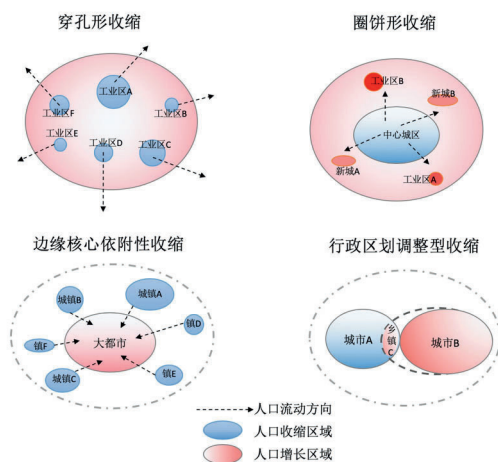 穿孔形收缩
工业区A
工业区F
工业区B
工业区E
工业区D
工业区C
圈饼形收缩
工业区B
新城B
中心城区
新城A
工业区A
边缘核心依附性收缩
城镇B
城镇A
镇D
镇F
大都市
城镇C
镇E
行政区划调整型收缩
城市A
乡镇C
城市B
人口流动方向
人口收缩区域
人口增长区域